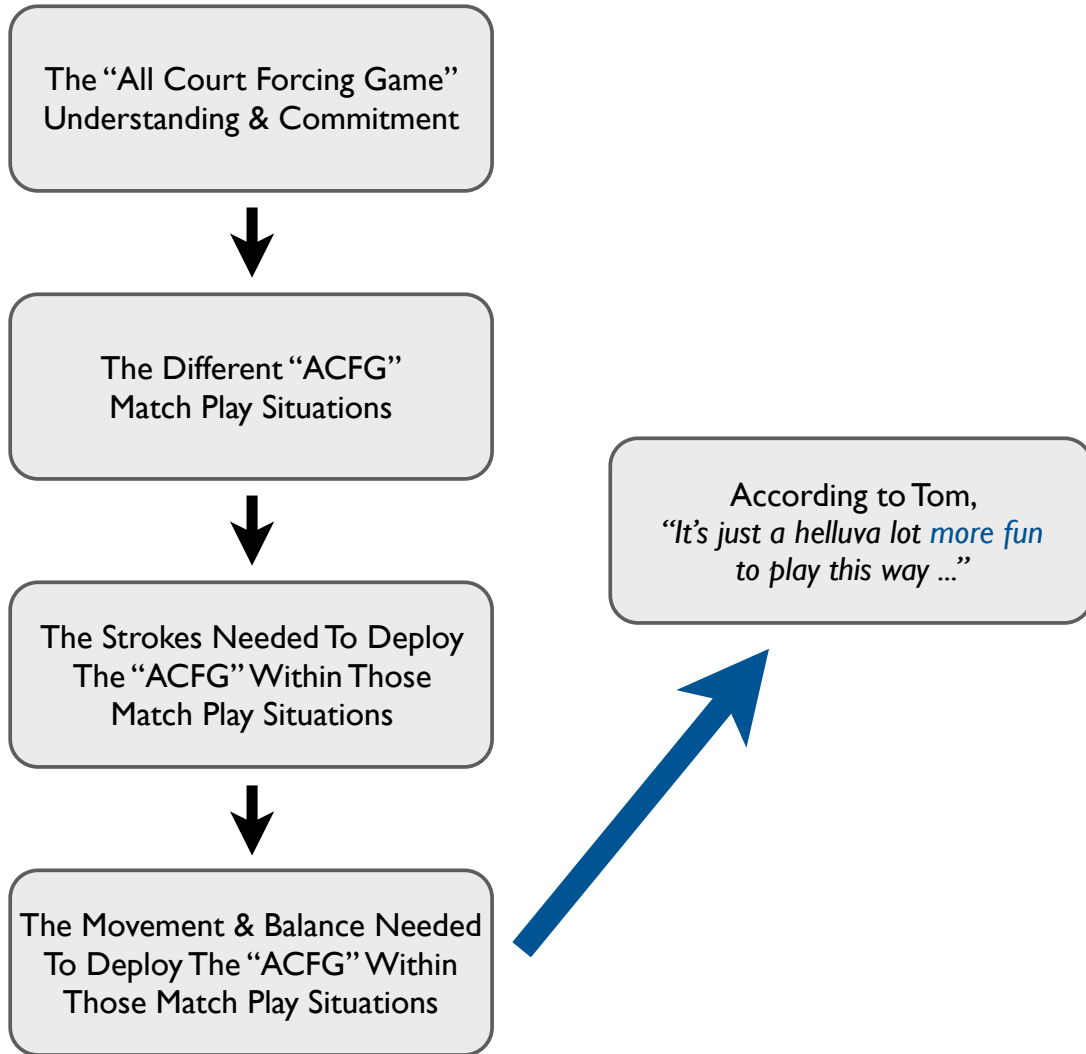 The “All Court Forcing Game”
Understanding & Commitment
The Different “ACFG”
Match Play Situations
The Strokes Needed To Deploy
The “ACFG” Within Those
Match Play Situations
The Movement & Balance Needed
To Deploy The “ACFG” Within
Those Match Play Situations
According to Tom,
“It’s just a helluva lot more fun
to play this way ...”